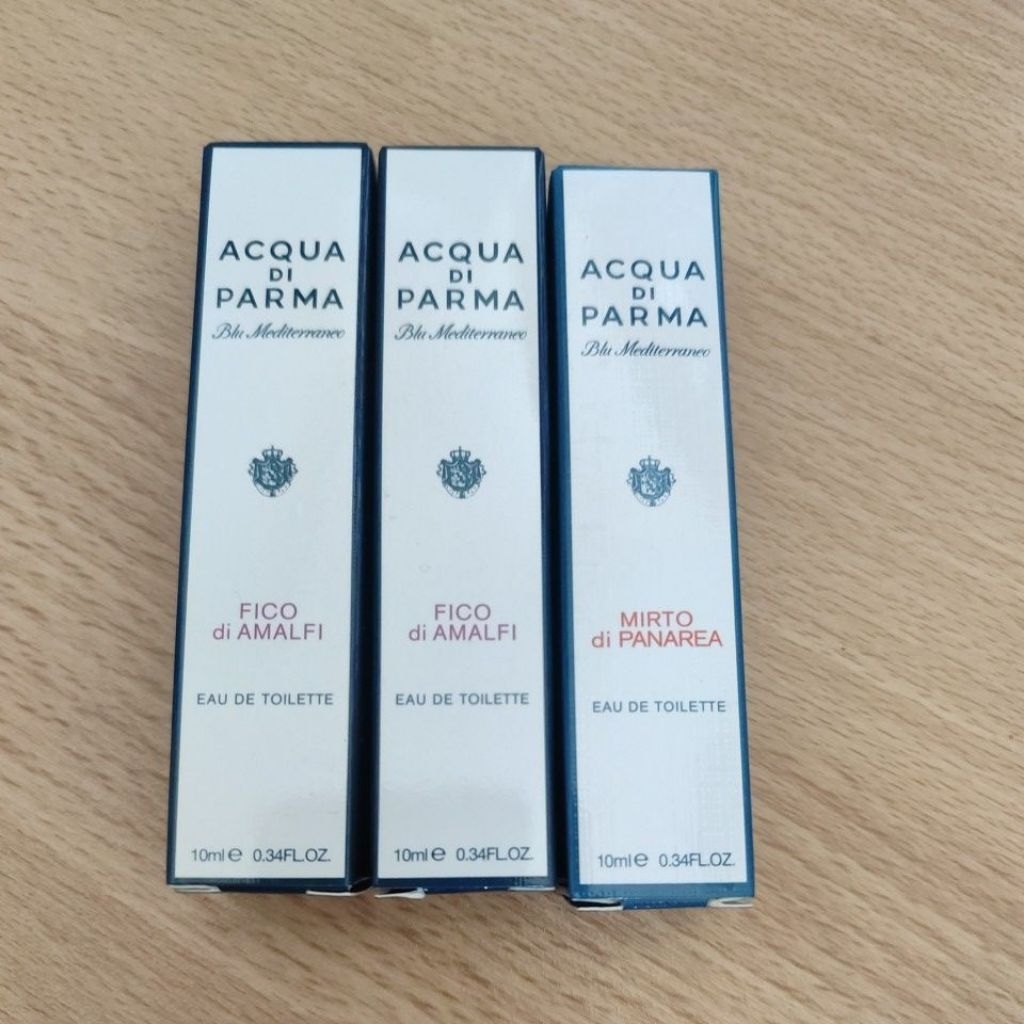 ACQUA
DI
PARMA
Blu Mediterraneo
FICO
di AMALFI
EAU DE TOILETTE
10ml e 0.34FL.OZ.
ACQUA
DI
PARMA
Blu Mediterraneo
FICO
di AMALFI
EAU DE TOILETTE
10ml e 0.34FL.OZ.
ACQUA
DI
PARMA
Blu Mediterraneo
MIRTO
di PANAREA
EAU DE TOILETTE
10ml e 0.34FL.OZ.